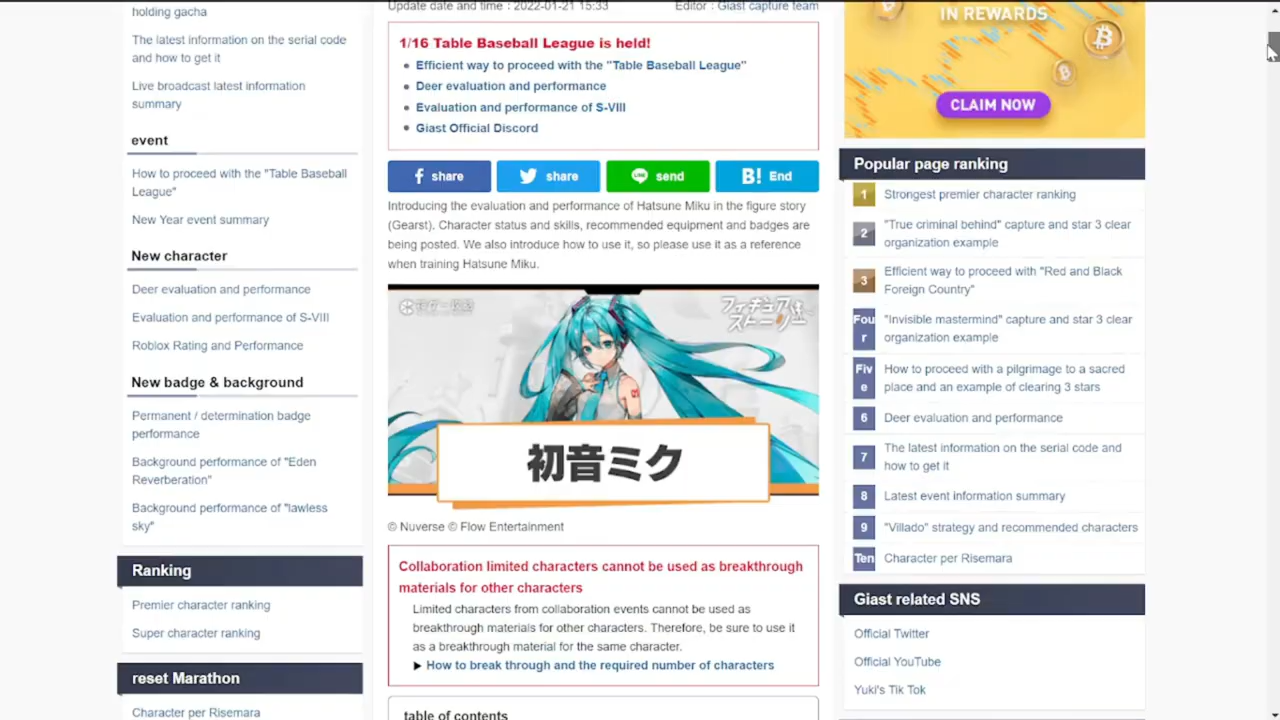 holding gacha
The latest information on the serial code
and how to get it
Live broadcast latest information
summary
event
How to proceed with the "Table Baseball
League"
New Year event summary
New character
Deer evaluation and performance
Evaluation and performance of S-VIII
Roblox Rating and Performance
New badge & background
Permanent / determination badge
performance
Background performance of "Eden
Reverberation"
Background performance of "lawless
sky"
Ranking
Premier character ranking
Super character ranking
reset Marathon
Character per Risemara
Update date and time : 2022-01-21 15:33
Editor : Giast capture team
1/16 Table Baseball League is held!
Efficient way to proceed with the "Table Baseball League"
Deer evaluation and performance
Evaluation and performance of S-VIII
Giast Official Discord
share
share
send
B! End
Introducing the evaluation and performance of Hatsune Miku in the figure story
(Gearst). Character status and skills, recommended equipment and badges are
being posted. We also introduce how to use it, so please use it as a reference
when training Hatsune Miku.
フィギュア
ストーリー
初音ミク
© Nuverse © Flow Entertainment
Collaboration limited characters cannot be used as breakthrough
materials for other characters
Limited characters from collaboration events cannot be used as
breakthrough materials for other characters. Therefore, be sure to use it
as a breakthrough material for the same character.
▶ How to break through and the required number of characters
table of contents
IN REWARDS
CLAIM NOW
Popular page ranking
1 Strongest premier character ranking
2 "True criminal behind" capture and star 3 clear
organization example
3 Efficient way to proceed with "Red and Black
Foreign Country"
Fou
r
"Invisible mastermind" capture and star 3 clear
organization example
Fiv
e
How to proceed with a pilgrimage to a sacred
place and an example of clearing 3 stars
6 Deer evaluation and performance
7 The latest information on the serial code and
how to get it
8 Latest event information summary
9 "Villado" strategy and recommended characters
Ten Character per Risemara
Giast related SNS
Official Twitter
Official YouTube
Yuki's Tik Tok